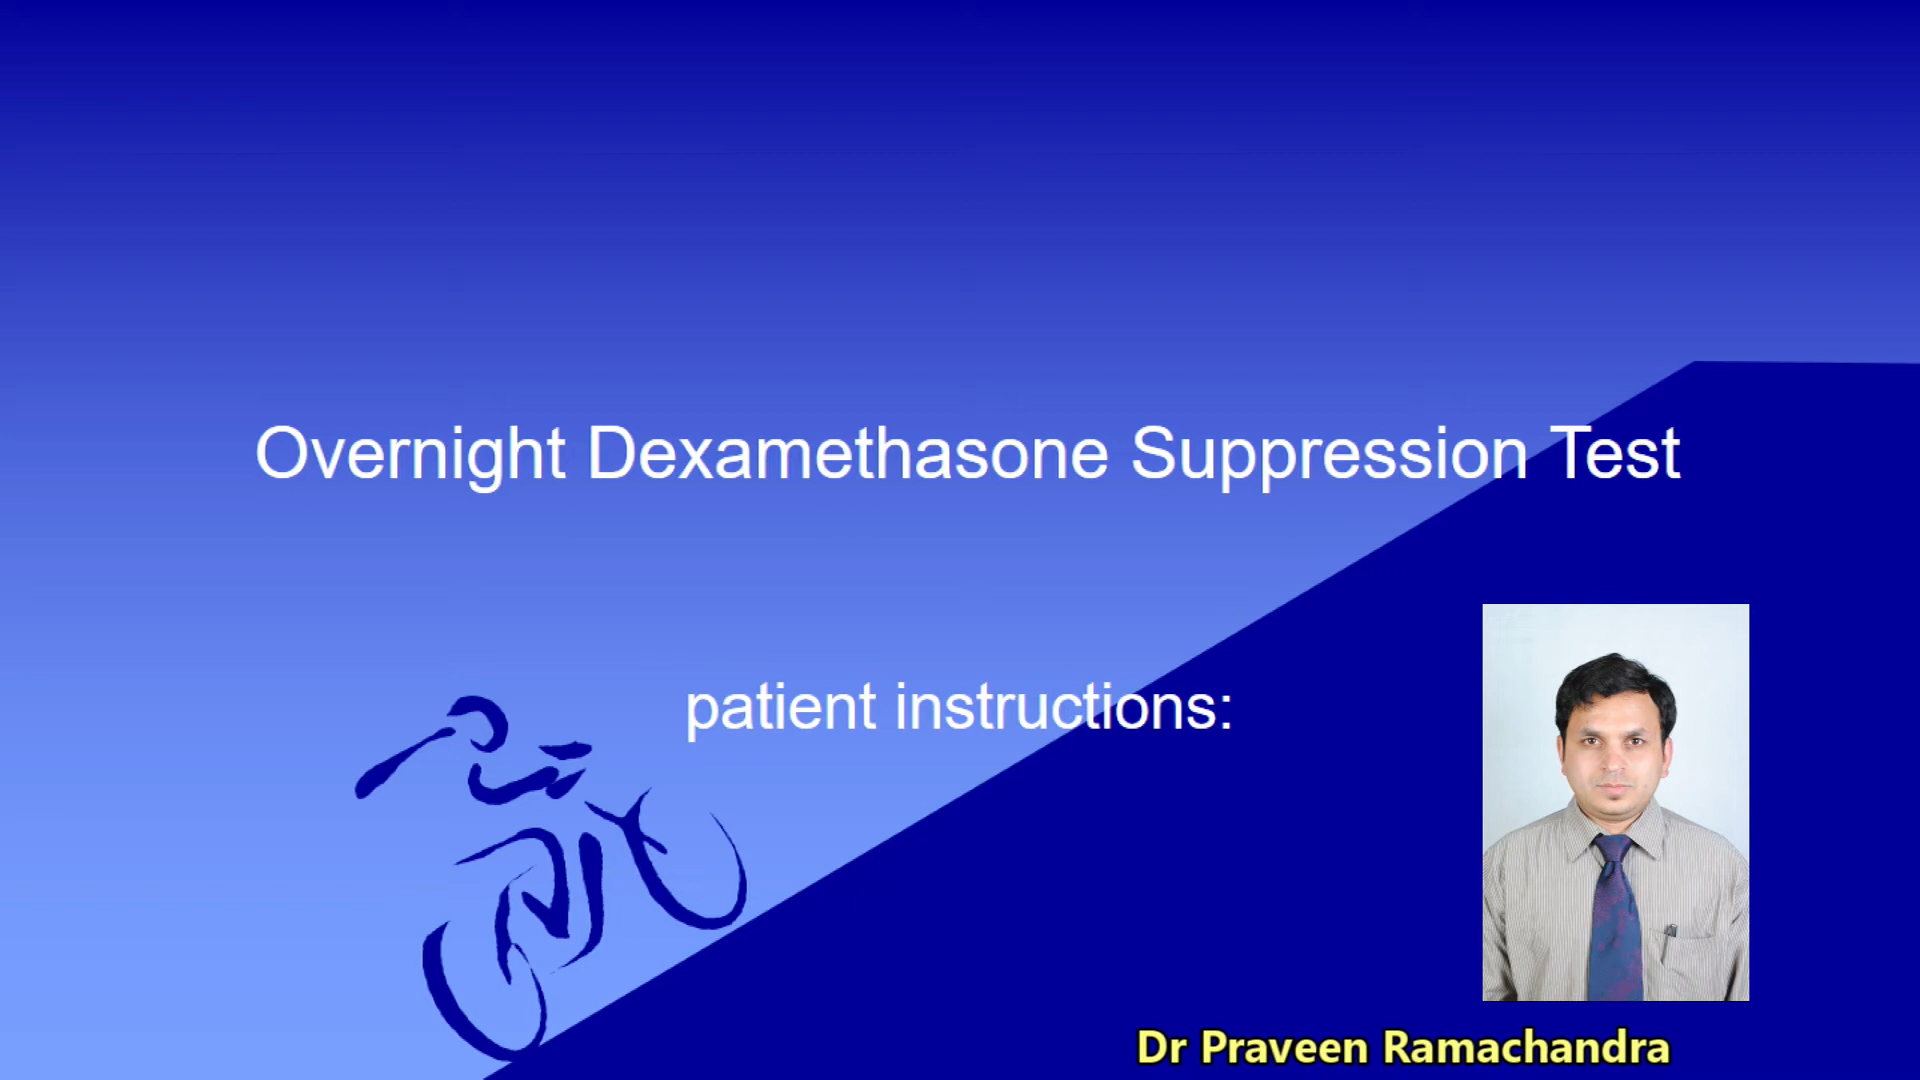 Overnight Dexamethasone Suppression Test
patient instructions:
Dr Praveen Ramachandra